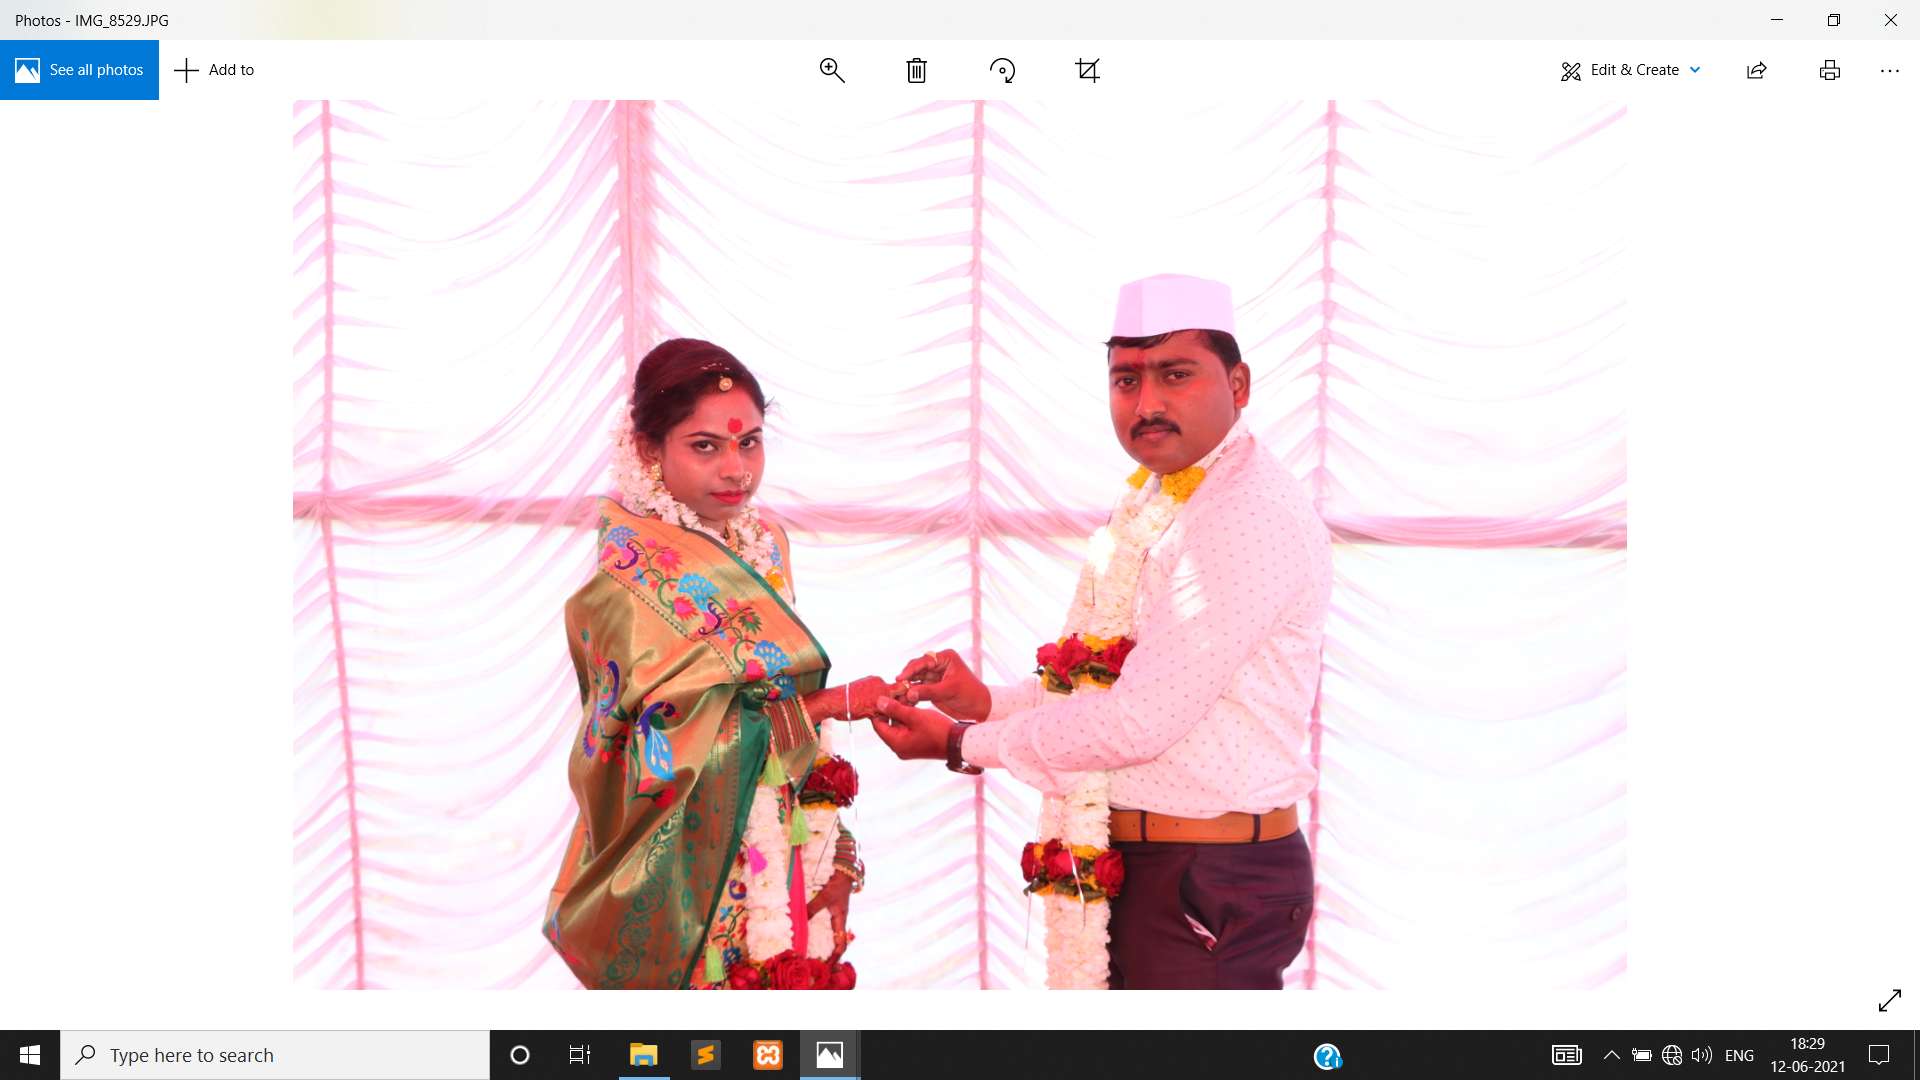 Photos - IMG_8529.JPG
See all photos
Add to
Edit & Create
Type here to search
ENG
18:29
12-06-2021